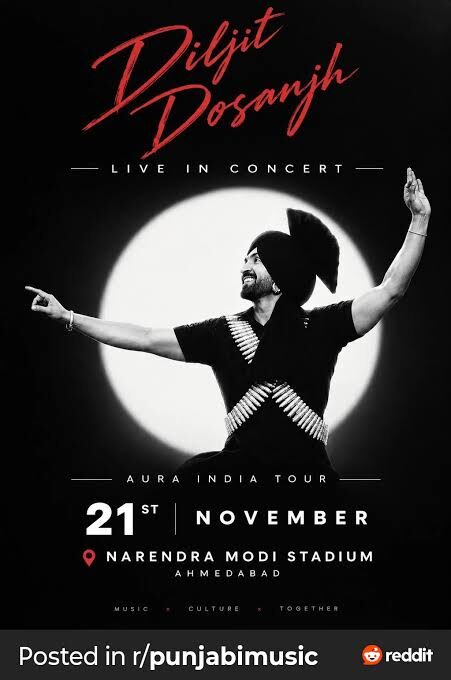 Diljit
Dosanjh
LIVE IN CONCERT
AURA INDIA TOUR
21ST | NOVEMBER
NARENDRA MODI STADIUM
AHMEDABAD
MUSIC × CULTURE × TOGETHER
Posted in r/punjabimusic reddit